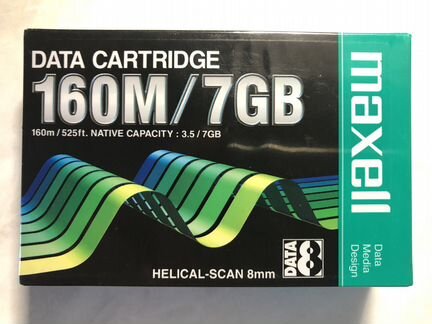 DATA CARTRIDGE
160M/7GB
160m / 525ft. NATIVE CAPACITY : 3.5 / 7GB
HELICAL-SCAN 8mm
DATA
8
maxell
Data
Media
Design